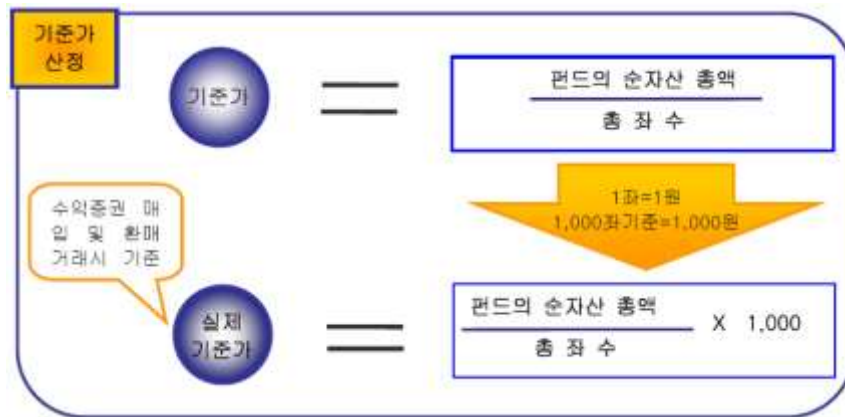 기준가
산정
기준가
펀드의 순자산 총액
총 좌 수
1좌=1원
1,000좌기준=1,000원
수익증권 매
입 및 환매
거래시 기준
실제
기준가
펀드의 순자산 총액
총 좌 수
X 1,000